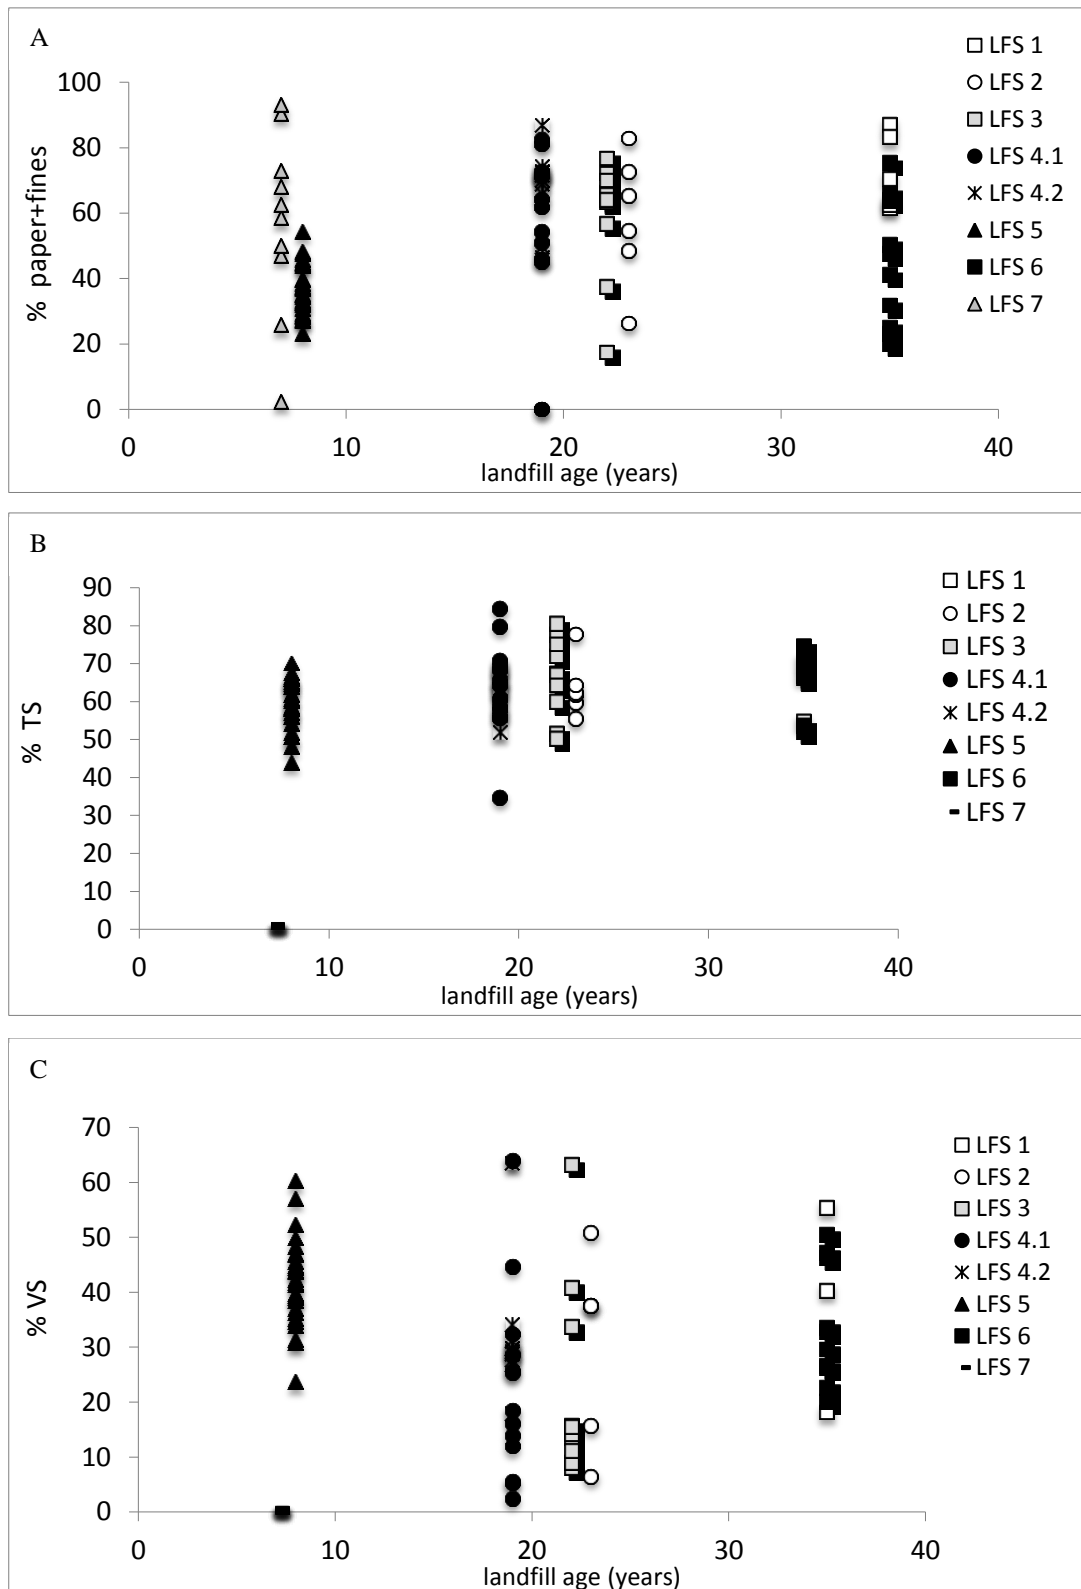 A
% paper+fines
100
80
60
40
20
0
0 10 20 30 40
landfill age (years)
LFS 1
LFS 2
LFS 3
LFS 4.1
LFS 4.2
LFS 5
LFS 6
LFS 7
B
% TS
90
80
70
60
50
40
30
20
10
0
0 10 20 30 40
landfill age (years)
LFS 1
LFS 2
LFS 3
LFS 4.1
LFS 4.2
LFS 5
LFS 6
LFS 7
C
% VS
70
60
50
40
30
20
10
0
0 10 20 30 40
landfill age (years)
LFS 1
LFS 2
LFS 3
LFS 4.1
LFS 4.2
LFS 5
LFS 6
LFS 7